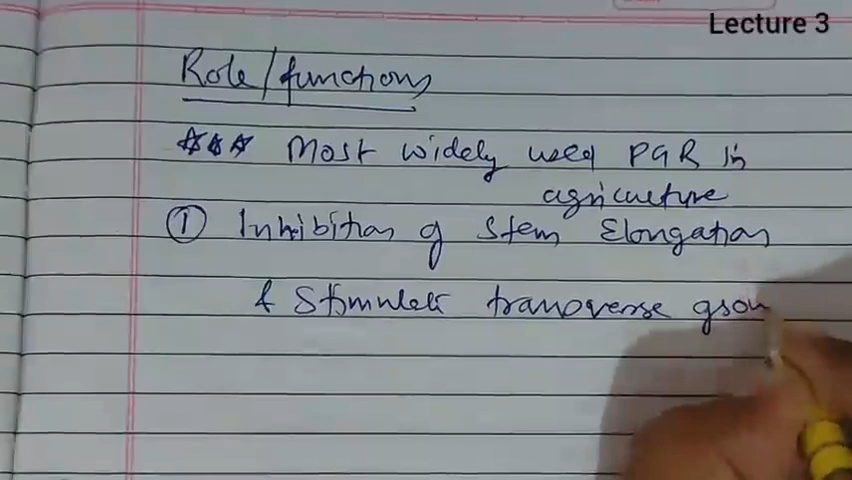 Lecture 3
Role/functions
*** Most widely used PGR in
agriculture
① Inhibition of Stem Elongation
& Stimulate transverse grow